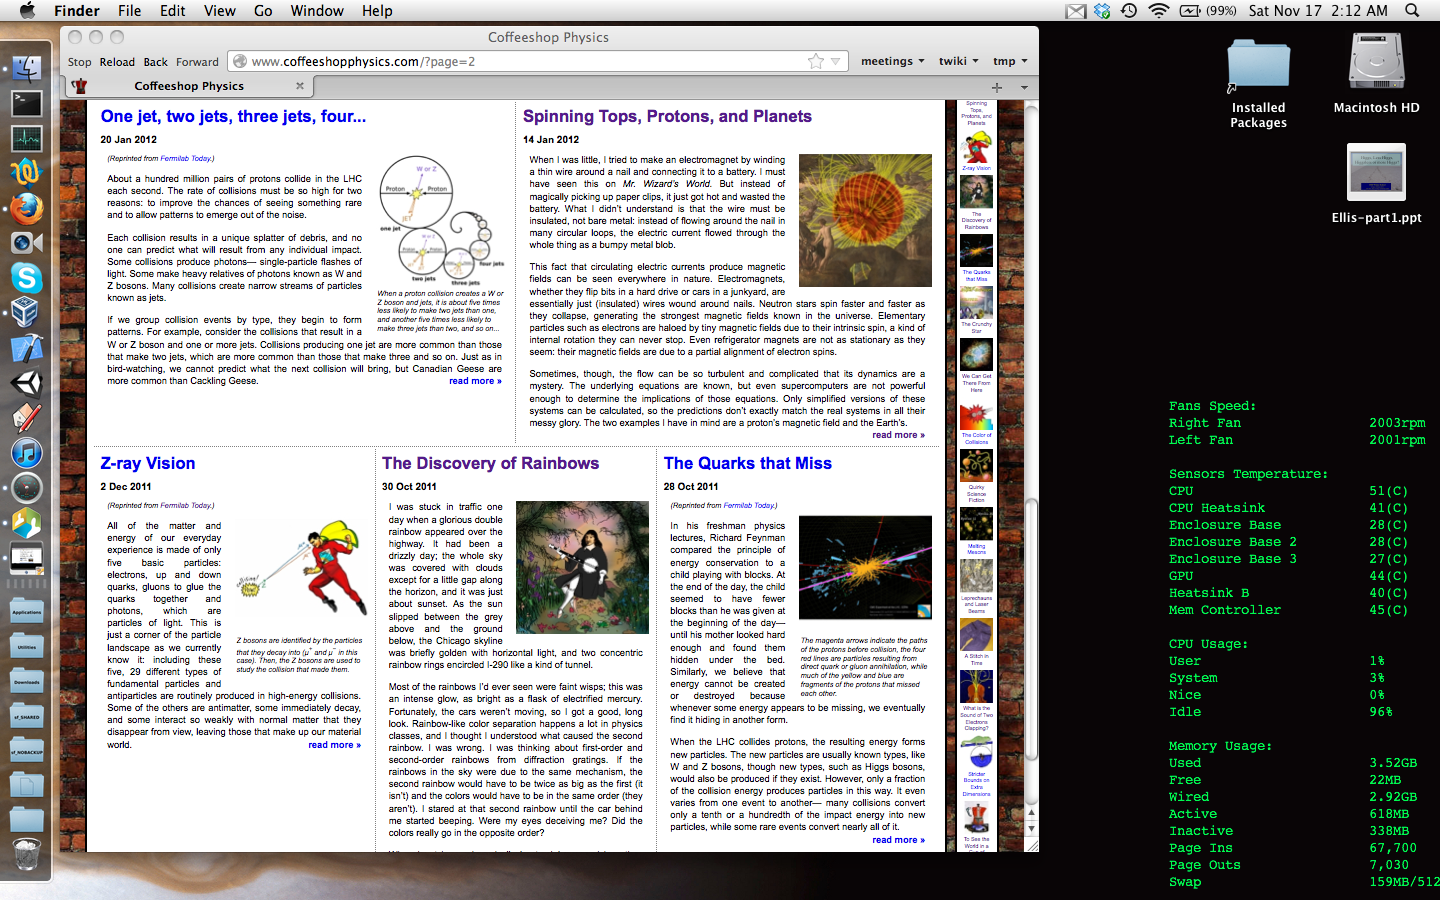 Finder File Edit View Go Window Help
(99%) Sat Nov 17 2:12 AM
Coffeeshop Physics
Stop Reload Back Forward
www.coffeeshopphysics.com/?page=2
meetings twiki tmp
Coffeeshop Physics
One jet, two jets, three jets, four...
20 Jan 2012
(Reprinted from Fermilab Today.)
About a hundred million pairs of protons collide in the LHC
each second. The rate of collisions must be so high for two
reasons: to improve the chances of seeing something rare
and to allow patterns to emerge out of the noise.
Each collision results in a unique splatter of debris, and no
one can predict what will result from any individual impact.
Some collisions produce photons— single-particle flashes of
light. Some make heavy relatives of photons known as W and
Z bosons. Many collisions create narrow streams of particles
known as jets.
If we group collision events by type, they begin to form
patterns. For example, consider the collisions that result in a
W or Z boson and one or more jets. Collisions producing one jet are more common than those
that make two jets, which are more common than those that make three and so on. Just as in
bird-watching, we cannot predict what the next collision will bring, but Canadian Geese are
more common than Cackling Geese.
read more »
W or Z
Proton Proton
JET
one jet
two jets
three jets
four jets
When a proton collision creates a W or
Z boson and jets, it is about five times
less likely to make two jets than one,
and another five times less likely to
make three jets than two, and so on...
Spinning Tops, Protons, and Planets
14 Jan 2012
When I was little, I tried to make an electromagnet by winding
a thin wire around a nail and connecting it to a battery. I must
have seen this on Mr. Wizard's World. But instead of
magically picking up paper clips, it just got hot and wasted the
battery. What I didn't understand is that the wire must be
insulated, not bare metal: instead of flowing around the nail in
many circular loops, the electric current flowed through the
whole thing as a bumpy metal blob.
This fact that circulating electric currents produce magnetic
fields can be seen everywhere in nature. Electromagnets,
whether they flip bits in a hard drive or cars in a junkyard, are
essentially just (insulated) wires wound around nails. Neutron stars spin faster and faster as
they collapse, generating the strongest magnetic fields known in the universe. Elementary
particles such as electrons are haloed by tiny magnetic fields due to their intrinsic spin, a kind of
internal rotation they can never stop. Even refrigerator magnets are not as stationary as they
seem: their magnetic fields are due to a partial alignment of electron spins.
Sometimes, though, the flow can be so turbulent and complicated that its dynamics are a
mystery. The underlying equations are known, but even supercomputers are not powerful
enough to determine the implications of those equations. Only simplified versions of these
systems can be calculated, so the predictions don't exactly match the real systems in all their
messy glory. The two examples I have in mind are a proton's magnetic field and the Earth's.
read more »
Z-ray Vision
2 Dec 2011
(Reprinted from Fermilab Today.)
All of the matter and
energy of our everyday
experience is made of only
five basic particles:
electrons, up and down
quarks, gluons to glue the
quarks together and
photons, which are
particles of light. This is
just a corner of the particle
landscape as we currently
know it: including these
five, 29 different types of
fundamental particles and
antiparticles are routinely produced in high-energy collisions.
Some of the others are antimatter, some immediately decay,
and some interact so weakly with normal matter that they
disappear from view, leaving those that make up our material
world.
read more »
Z bosons are identified by the particles
that they decay into (μ+ and μ− in this
case). Then, the Z bosons are used to
study the collision that made them.
The Discovery of Rainbows
30 Oct 2011
I was stuck in traffic one
day when a glorious double
rainbow appeared over the
highway. It had been a
drizzly day; the whole sky
was covered with clouds
except for a little gap along
the horizon, and it was just
about sunset. As the sun
slipped between the grey
above and the ground
below, the Chicago skyline
was briefly golden with horizontal light, and two concentric
rainbow rings encircled I-290 like a kind of tunnel.
Most of the rainbows I'd ever seen were faint wisps; this was
an intense glow, as bright as a flask of electrified mercury.
Fortunately, the cars weren't moving, so I got a good, long
look. Rainbow-like color separation happens a lot in physics
classes, and I thought I understood what caused the second
rainbow. I was wrong. I was thinking about first-order and
second-order rainbows from diffraction gratings. If the
rainbows in the sky were due to the same mechanism, the
second rainbow would have to be twice as big as the first (it
isn't) and the colors would have to be in the same order (they
aren't). I stared at that second rainbow until the car behind
me started beeping. Were my eyes deceiving me? Did the
colors really go in the opposite order?
The Quarks that Miss
28 Oct 2011
(Reprinted from Fermilab Today.)
In his freshman physics
lectures, Richard Feynman
compared the principle of
energy conservation to a
child playing with blocks. At
the end of the day, the child
seemed to have fewer
blocks than he was given at
the beginning of the day—
until his mother looked hard
enough and found them
hidden under the bed.
Similarly, we believe that
energy cannot be created
or destroyed because
whenever some energy appears to be missing, we eventually
find it hiding in another form.
When the LHC collides protons, the resulting energy forms
new particles. The new particles are usually known types, like
W and Z bosons, though new types, such as Higgs bosons,
would also be produced if they exist. However, only a fraction
of the collision energy produces particles in this way. It even
varies from one event to another— many collisions convert
only a tenth or a hundredth of the impact energy into new
particles, while some rare events convert nearly all of it.
read more »
The magenta arrows indicate the paths
of the protons before collision, the four
red lines are particles resulting from
direct quark or gluon annihilation, while
much of the yellow and blue are
fragments of the protons that missed
each other.
Spinning
Tops,
Protons, and
Planets
Z-ray Vision
The
Discovery of
Rainbows
The Quarks
that Miss
The Crunchy
Star
We Can Get
There From
Here
The Color of
Collisions
Quirky
Science
Fiction
Melting
Mesons
Leprechauns
and Laser
Beams
A Stitch in
Time
What Is the
Sound of Two
Electrons
Clapping?
Stricter
Bounds on
Extra
Dimensions
To See the
World in a
Applications
Utilities
Downloads
sf_SHARED
sf_NOBACKUP
Installed
Packages
Macintosh HD
Ellis-part1.ppt
Fans Speed:
Right Fan 2003rpm
Left Fan 2001rpm
Sensors Temperature:
CPU 51(C)
CPU Heatsink 41(C)
Enclosure Base 28(C)
Enclosure Base 2 28(C)
Enclosure Base 3 27(C)
GPU 44(C)
Heatsink B 40(C)
Mem Controller 45(C)
CPU Usage:
User 1%
System 3%
Nice 0%
Idle 96%
Memory Usage:
Used 3.52GB
Free 22MB
Wired 2.92GB
Active 618MB
Inactive 338MB
Page Ins 67,700
Page Outs 7,030
Swap 159MB/512